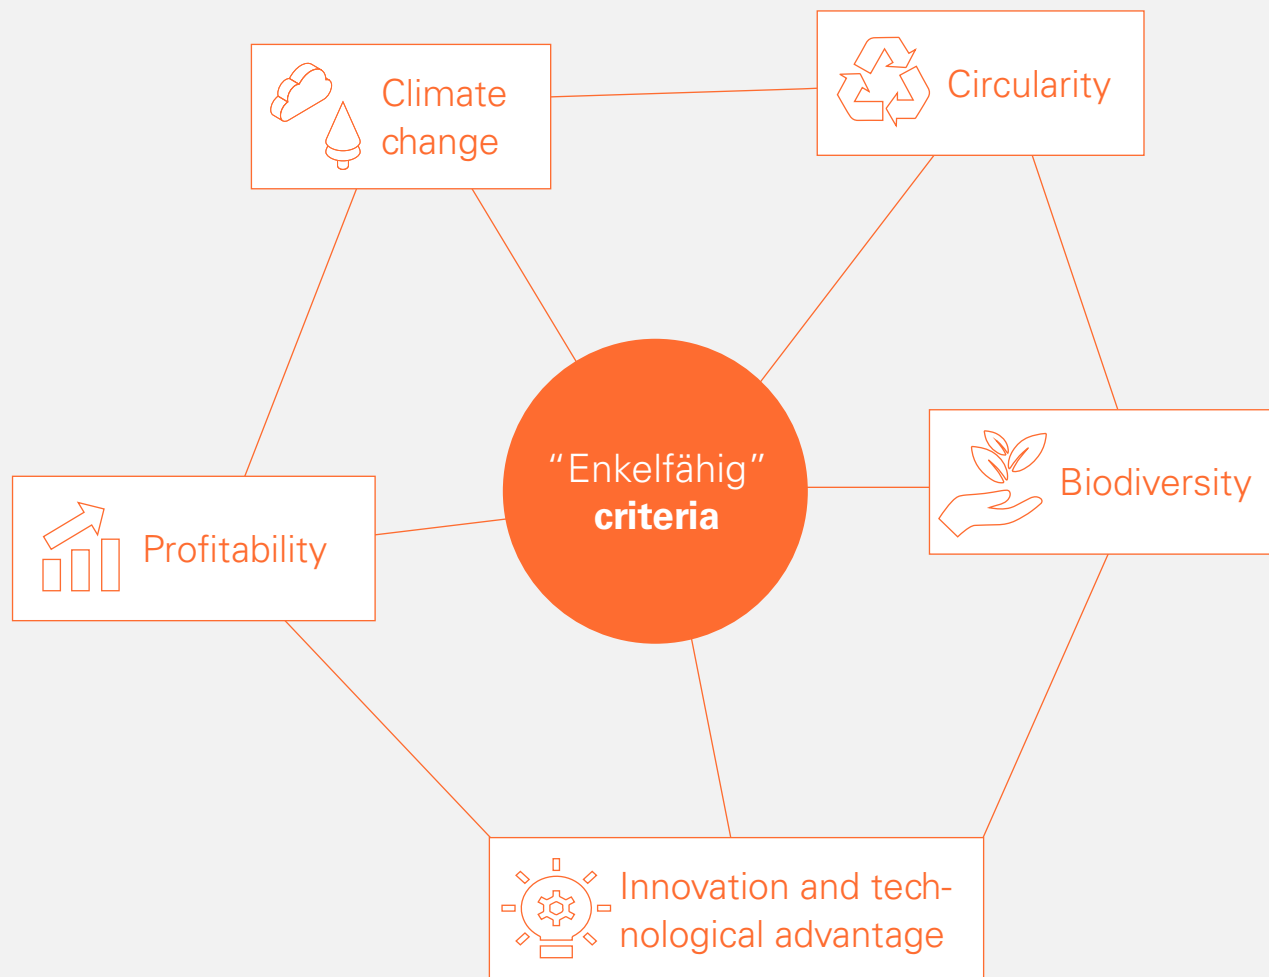 Climate
change
Circularity
“Enkelfähig”
criteria
Biodiversity
Profitability
Innovation and tech-
nological advantage